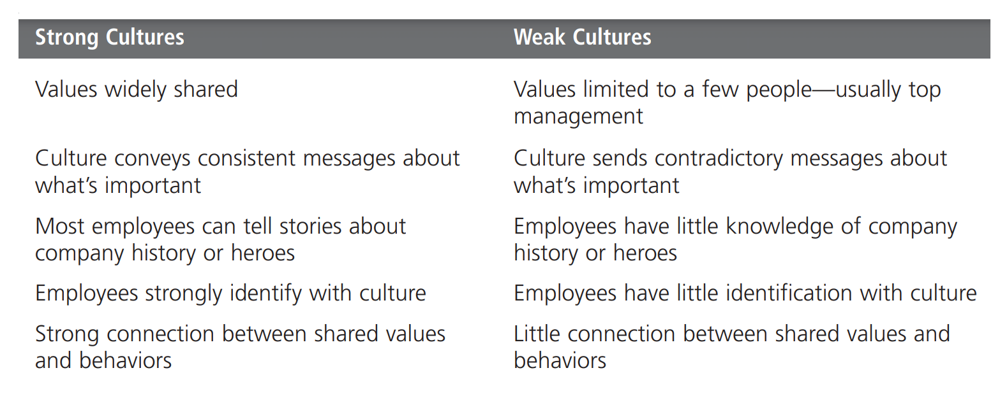 Strong Cultures
Weak Cultures
Values widely shared
Values limited to a few people—usually top
management
Culture conveys consistent messages about
what’s important
Culture sends contradictory messages about
what’s important
Most employees can tell stories about
company history or heroes
Employees have little knowledge of company
history or heroes
Employees strongly identify with culture
Employees have little identification with culture
Strong connection between shared values
and behaviors
Little connection between shared values and
behaviors